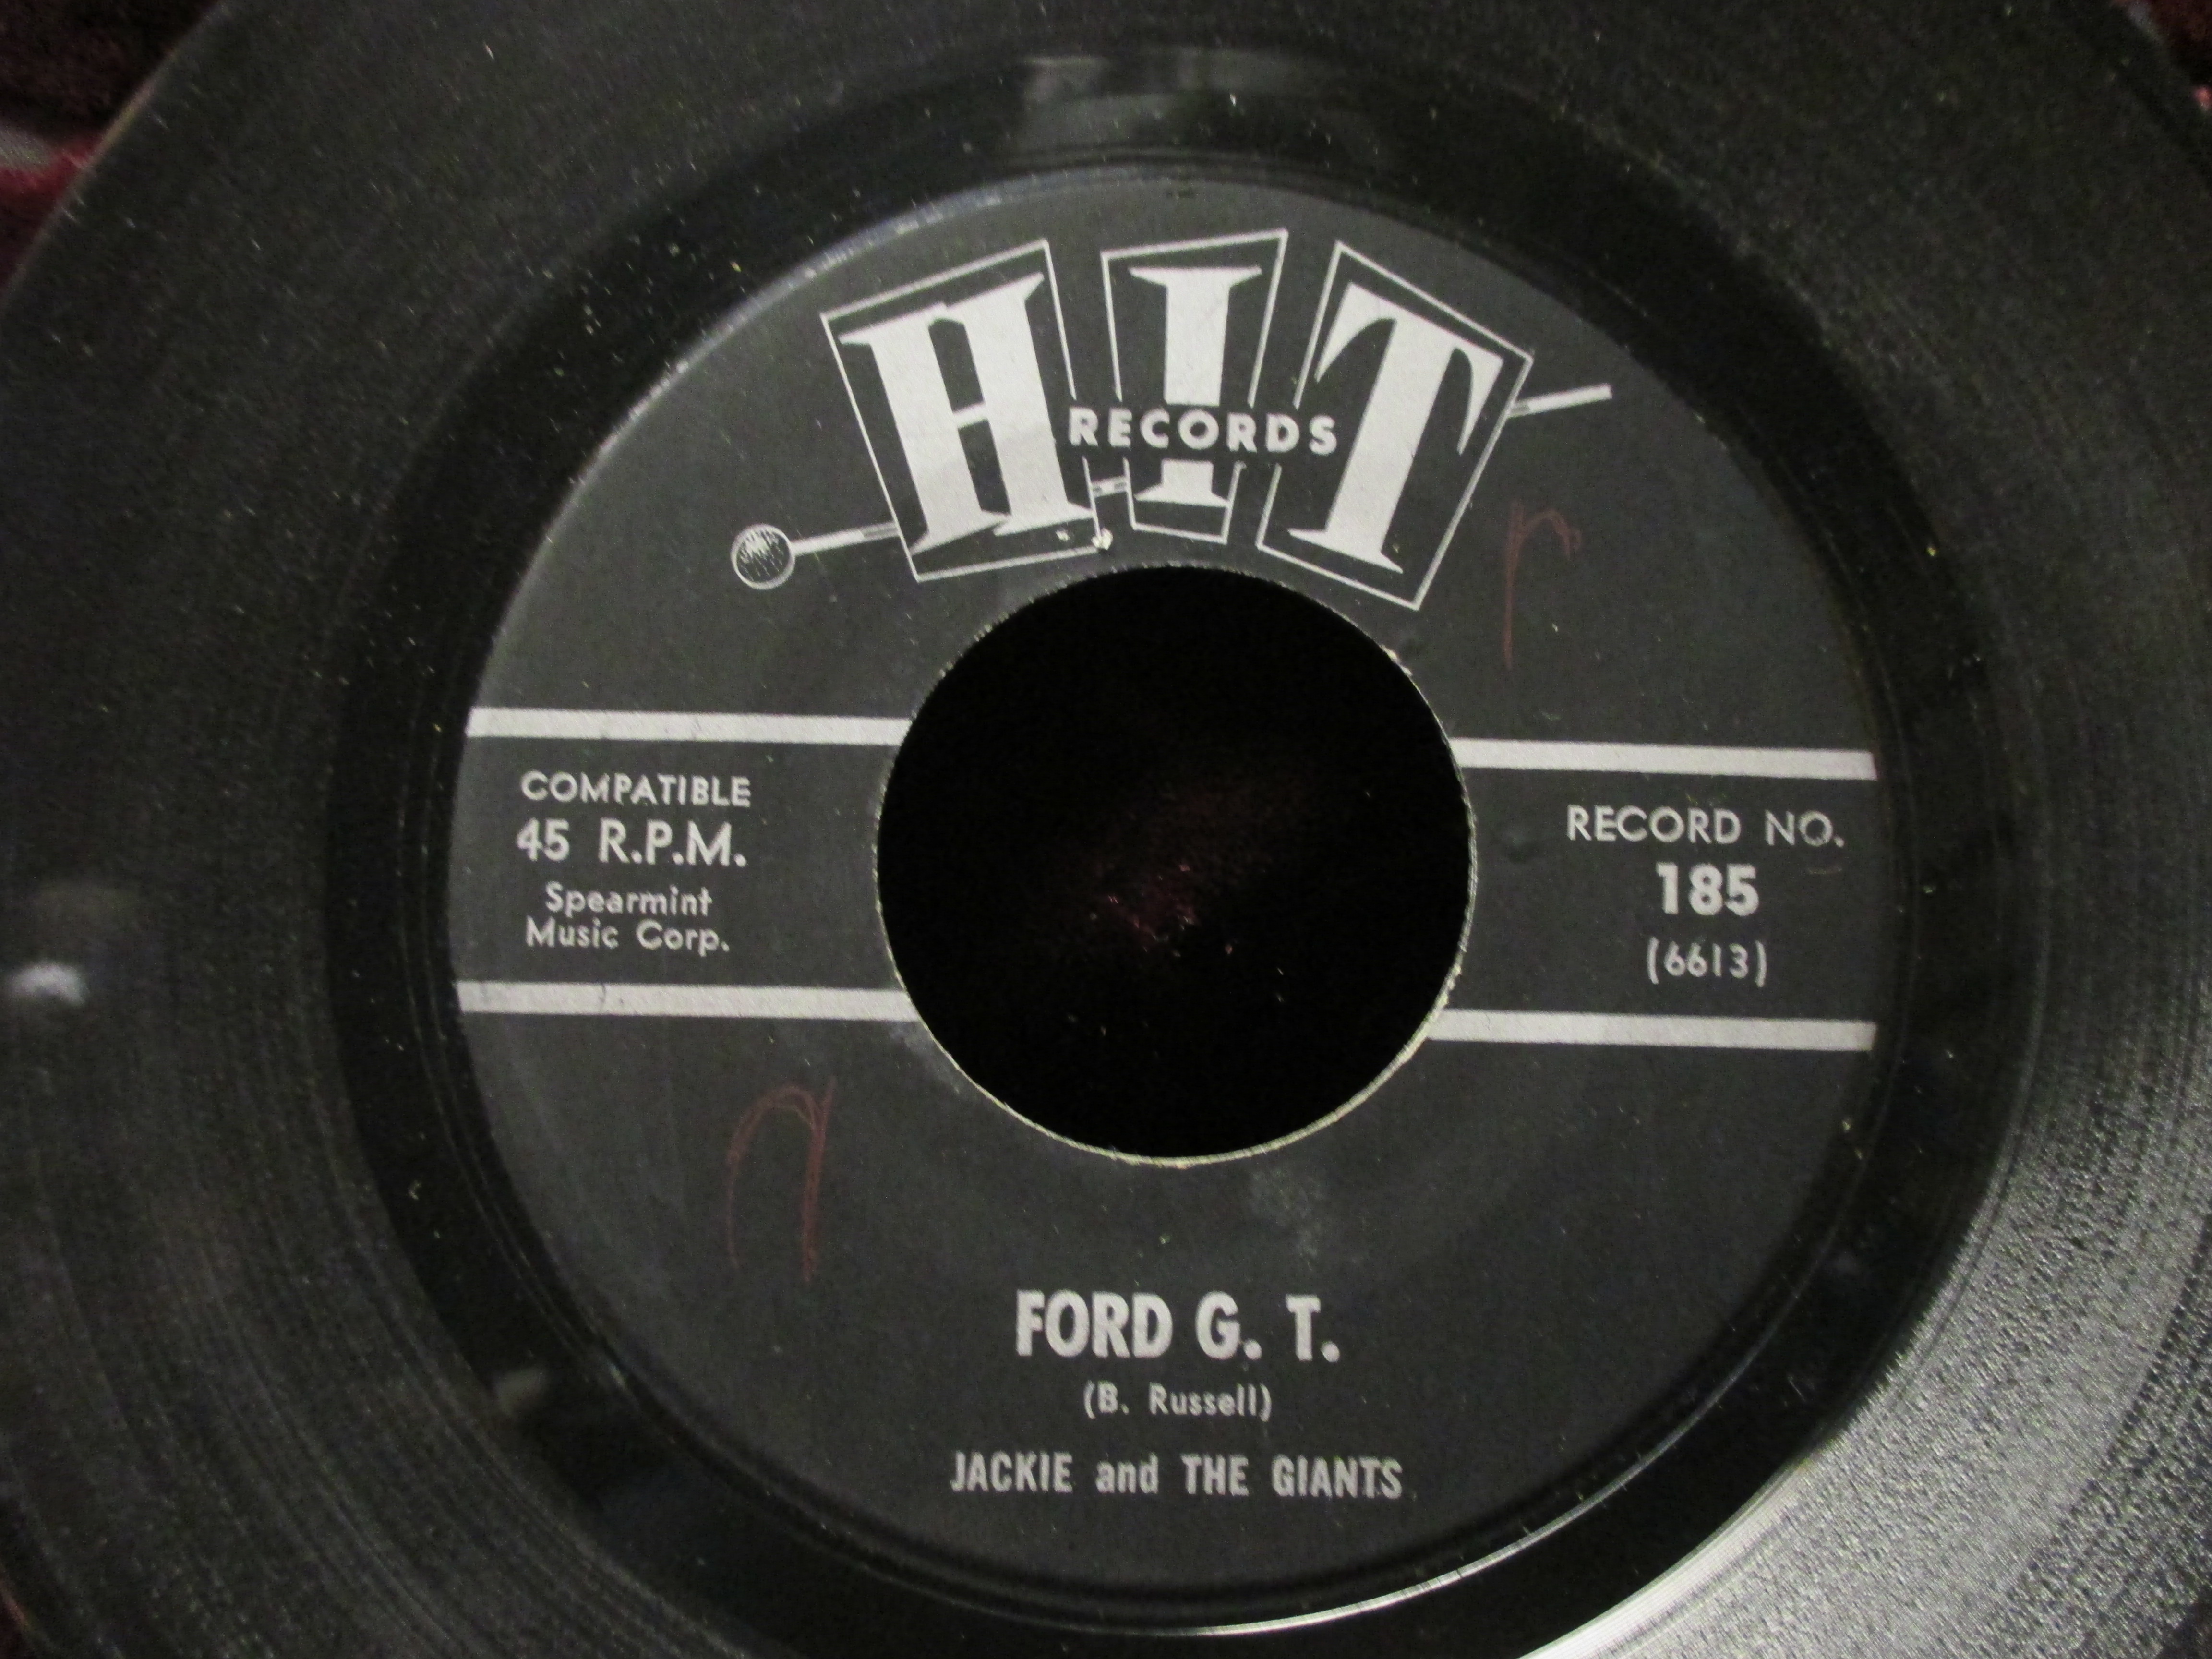 HIT
RECORDS
COMPATIBLE
45 R.P.M.
Spearmint
Music Corp.
RECORD NO.
185
(6613)
FORD G. T.
(B. Russell)
JACKIE and THE GIANTS